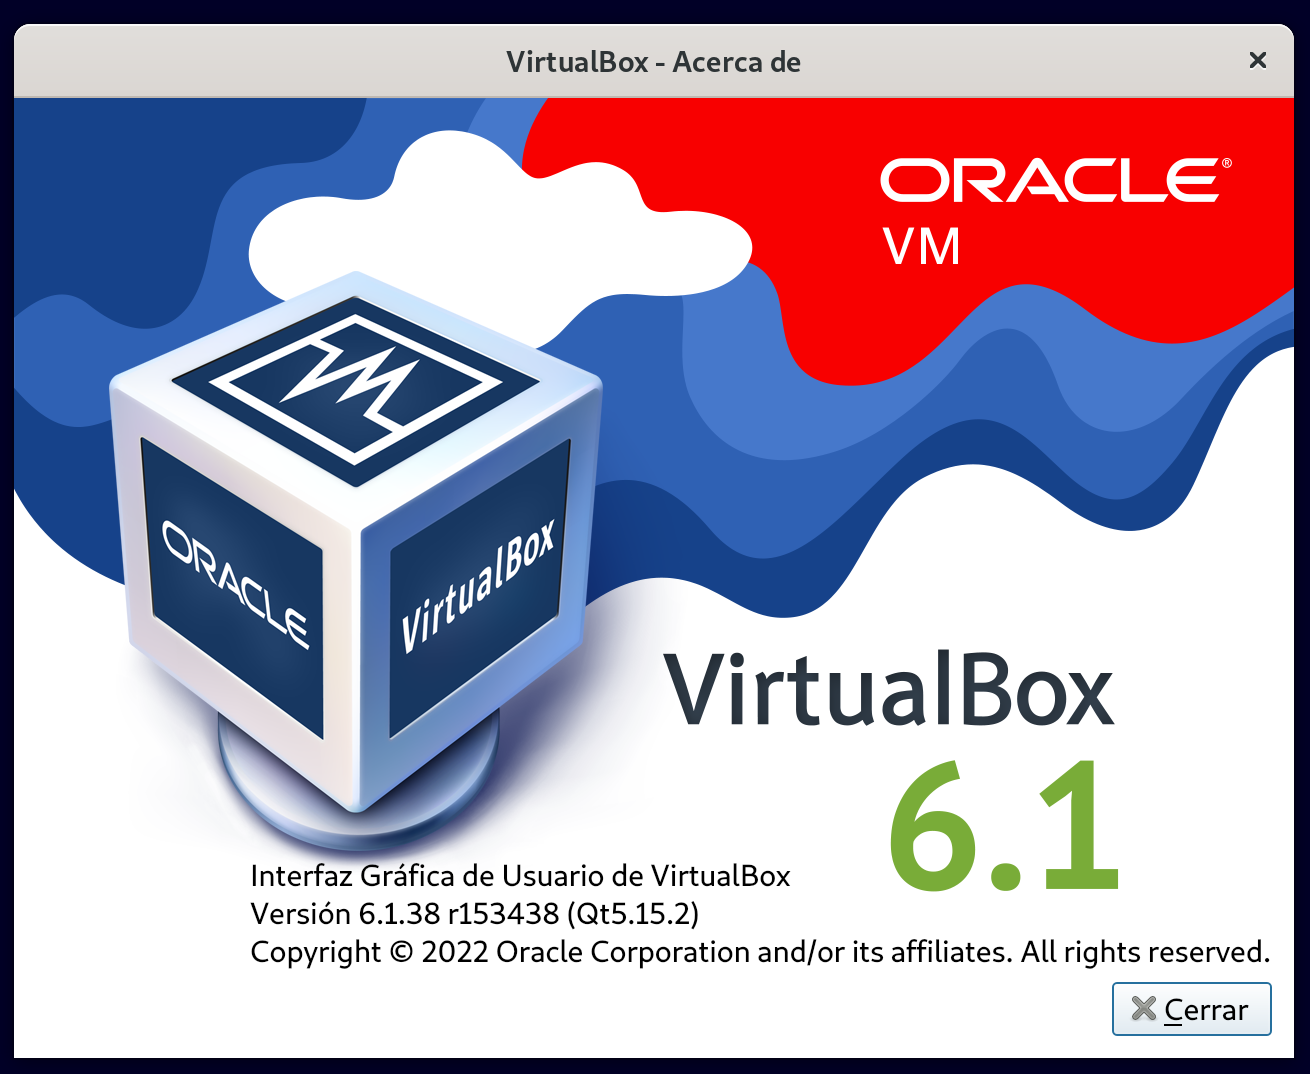 VirtualBox - Acerca de
ORACLE®
VM
ORACLE
VirtualBox
VirtualBox
6.1
Interfaz Gráfica de Usuario de VirtualBox
Versión 6.1.38 r153438 (Qt5.15.2)
Copyright © 2022 Oracle Corporation and/or its affiliates. All rights reserved.
Cerrar